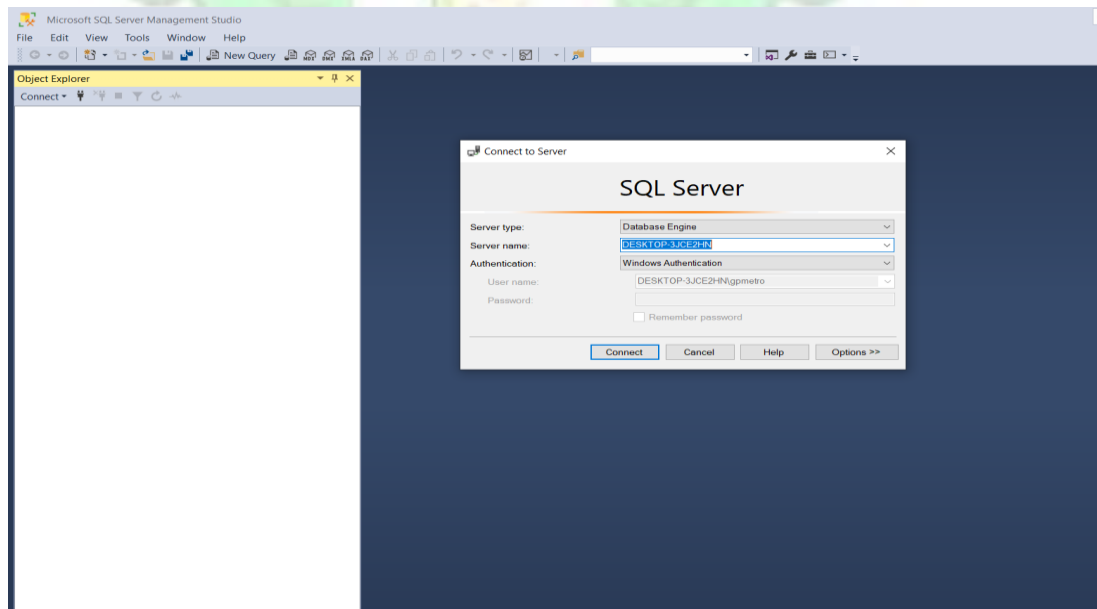 Microsoft SQL Server Management Studio
File Edit View Tools Window Help
New Query
Object Explorer
Connect
Connect to Server
SQL Server
Server type: Database Engine
Server name: DESKTOP-3JCE2HN
Authentication: Windows Authentication
User name: DESKTOP-3JCE2HN\gpmetro
Password:
Remember password
Connect Cancel Help Options >>